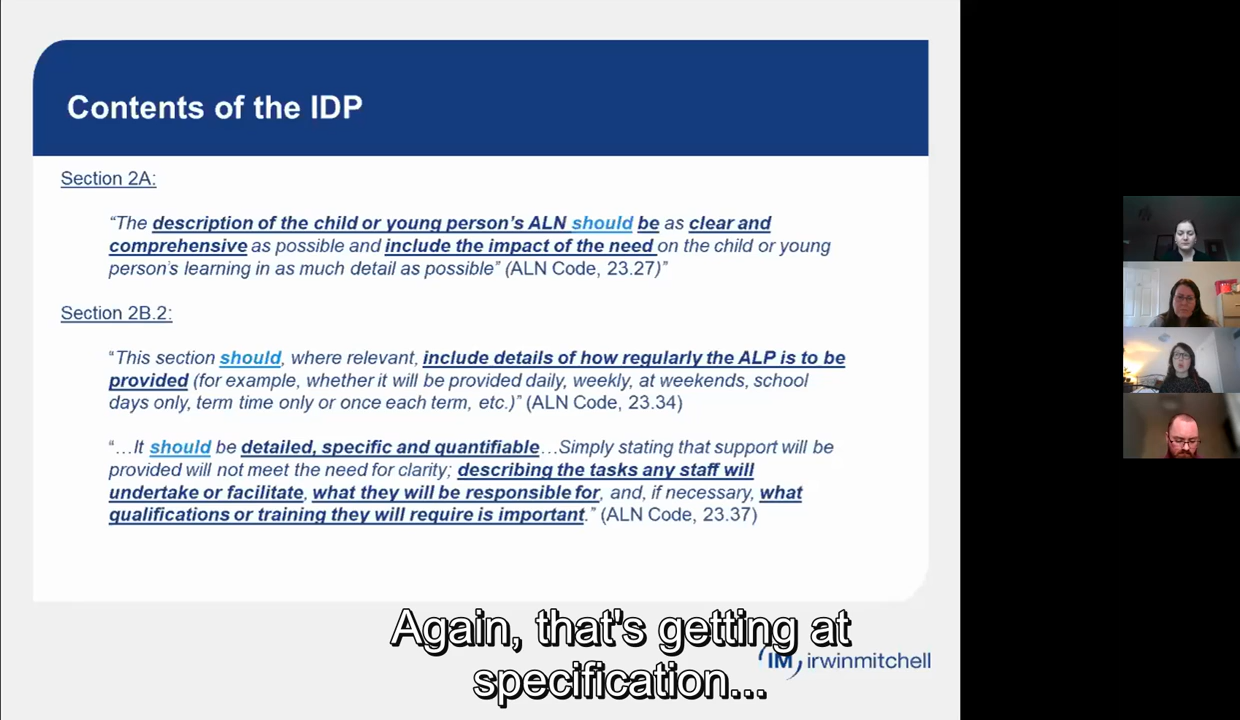 Contents of the IDP
Section 2A:
“The description of the child or young person’s ALN should be as clear and
comprehensive as possible and include the impact of the need on the child or young
person’s learning in as much detail as possible” (ALN Code, 23.27)”
Section 2B.2:
“This section should, where relevant, include details of how regularly the ALP is to be
provided (for example, whether it will be provided daily, weekly, at weekends, school
days only, term time only or once each term, etc.)” (ALN Code, 23.34)
“…It should be detailed, specific and quantifiable…Simply stating that support will be
provided will not meet the need for clarity; describing the tasks any staff will
undertake or facilitate, what they will be responsible for, and, if necessary, what
qualifications or training they will require is important.” (ALN Code, 23.37)
Again, that's getting at
specification...
IM irwinmitchell